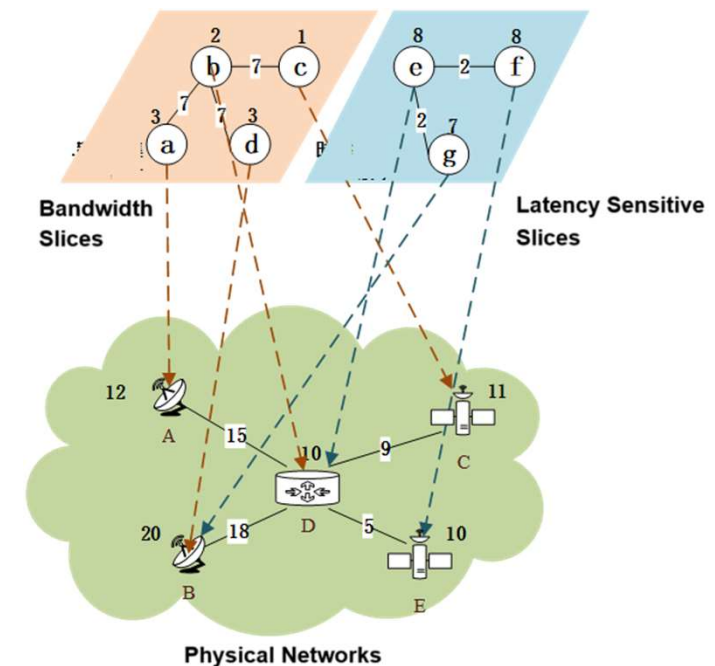 2
1
b
7
c
7
7
3
3
a
d
8
8
e
2
f
2
7
g
Bandwidth
Slices
Latency Sensitive
Slices
12
11
A
15
10
9
C
D
20
18
5
10
B
E
Physical Networks